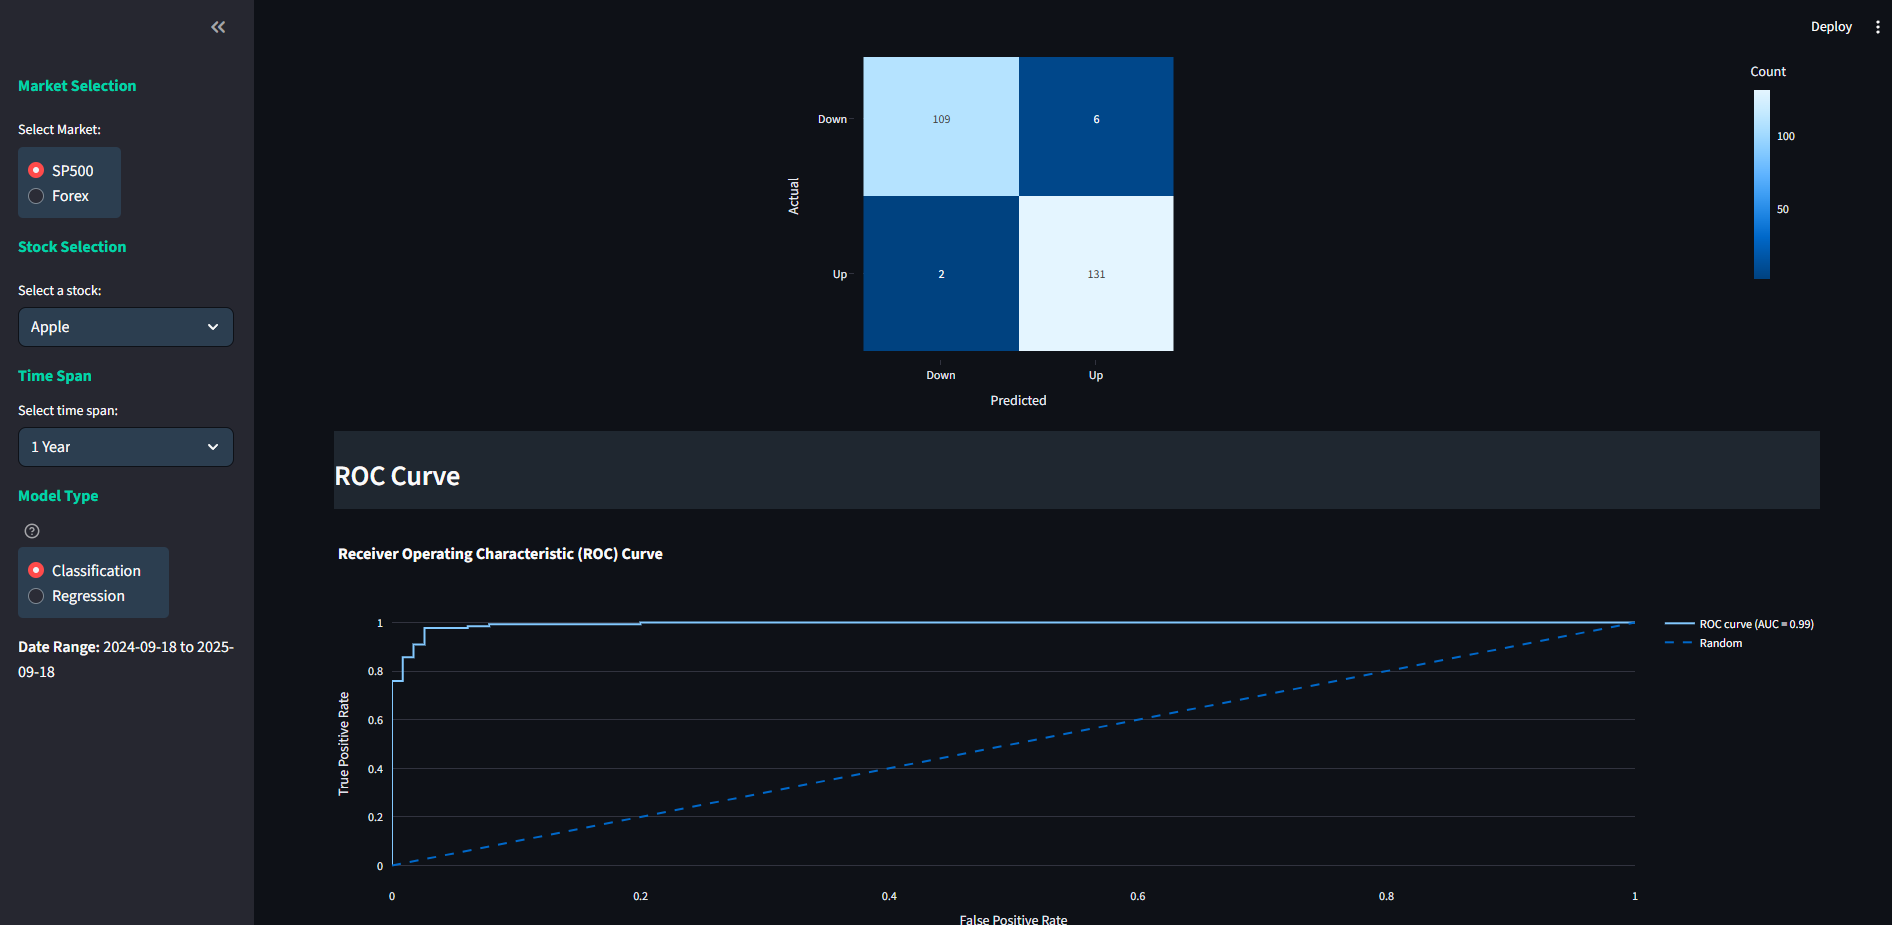 Deploy
Market Selection
Select Market:
SP500
Forex
Stock Selection
Select a stock:
Apple
Time Span
Select time span:
1 Year
Model Type
Classification
Regression
Date Range: 2024-09-18 to 2025-
09-18
Count
100
50
Actual
Down
Up
109
6
2
131
Down
Up
Predicted
ROC Curve
Receiver Operating Characteristic (ROC) Curve
True Positive Rate
1
0.8
0.6
0.4
0.2
0
0
0.2
0.4
0.6
0.8
1
False Positive Rate
ROC curve (AUC = 0.99)
Random